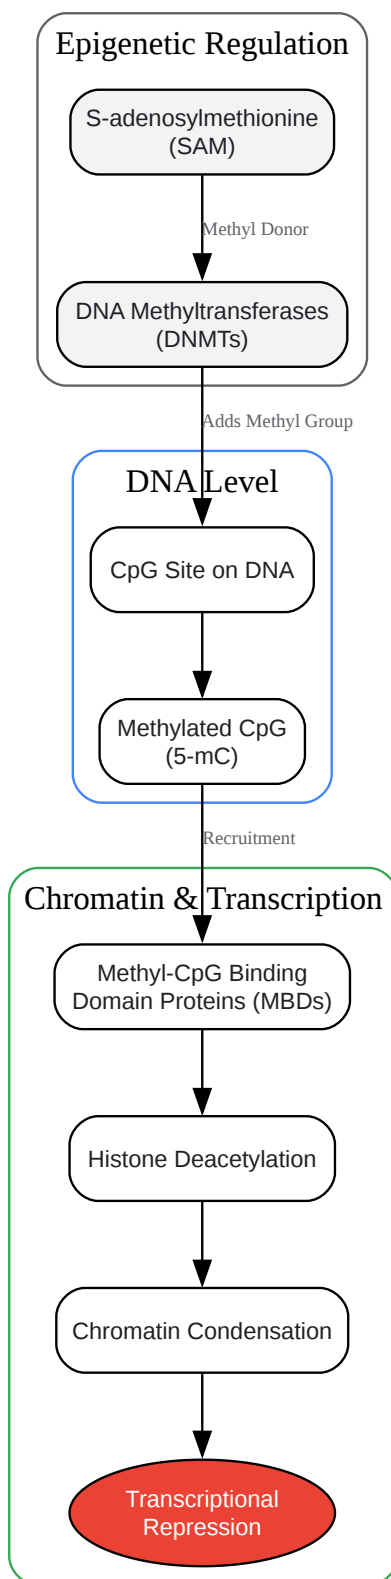 Epigenetic Regulation
S-adenosylmethionine
(SAM)
Methyl Donor
DNA Methyltransferases
(DNMTs)
Adds Methyl Group
DNA Level
CpG Site on DNA
Methylated CpG
(5-mC)
Recruitment
Chromatin & Transcription
Methyl-CpG Binding
Domain Proteins (MBDs)
Histone Deacetylation
Chromatin Condensation
Transcriptional
Repression